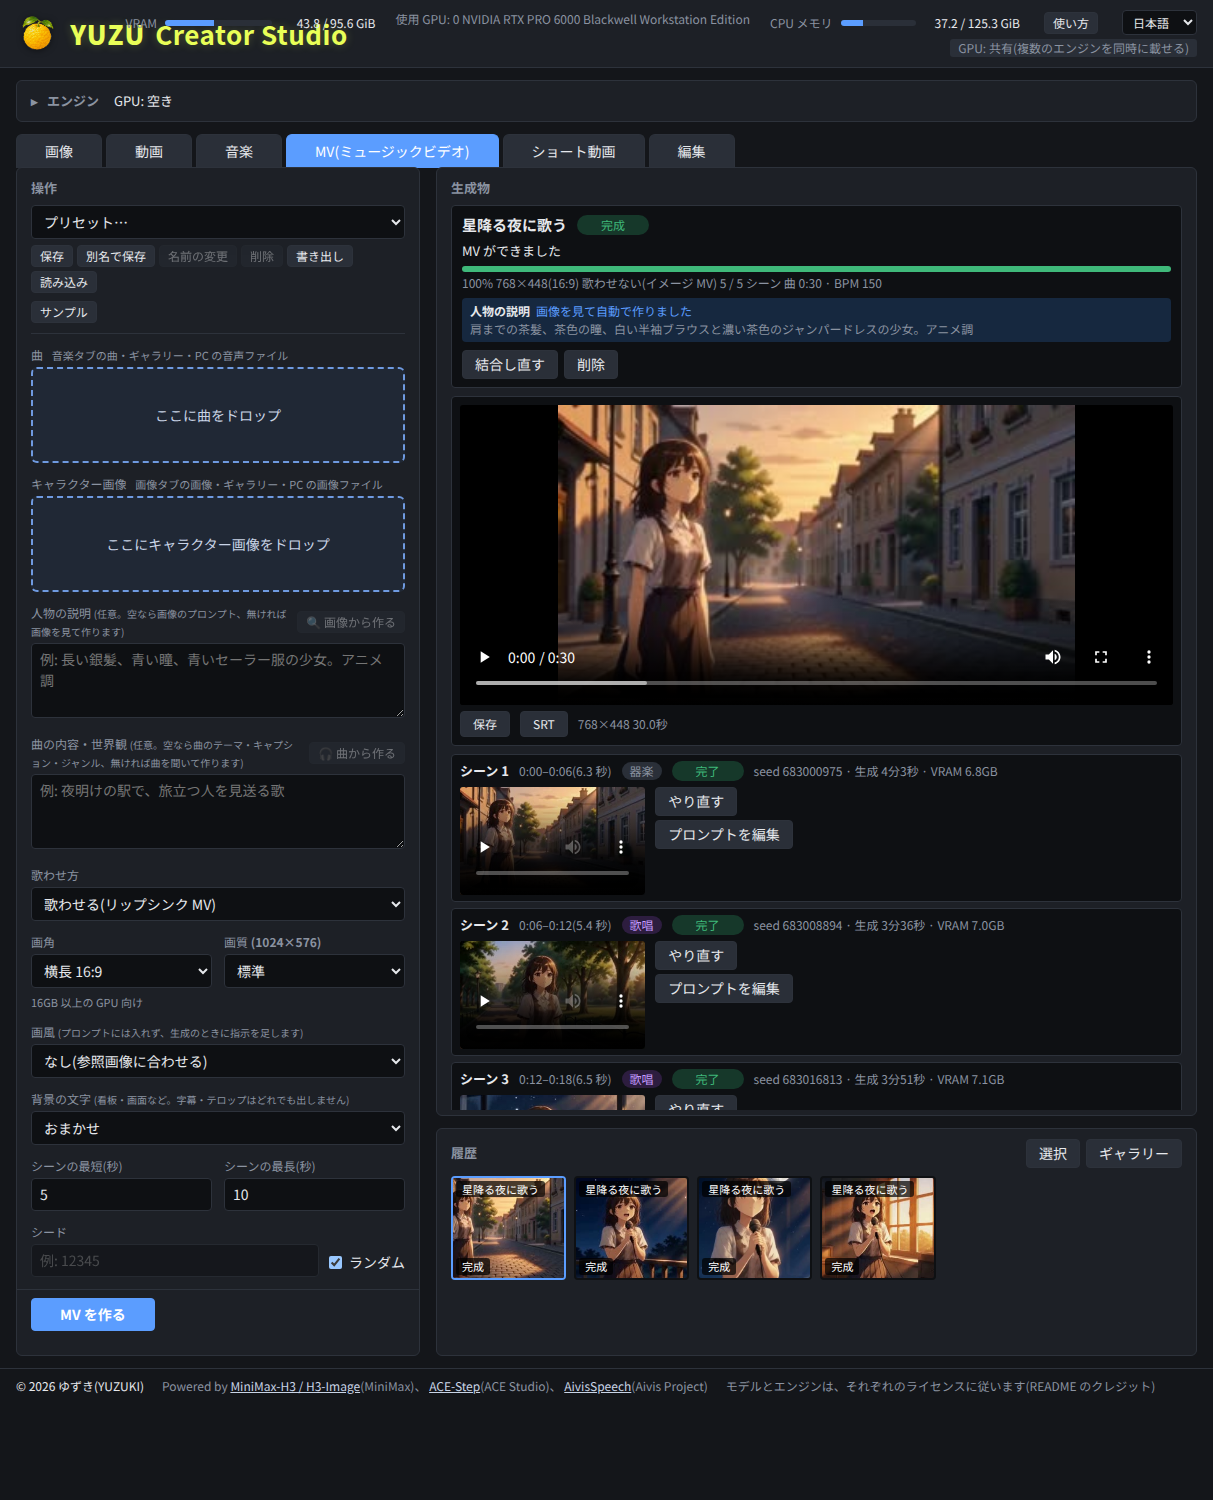 YUZU Creator Studio
VRAM 43.8 / 95.6 GiB 使用 GPU: 0 NVIDIA RTX PRO 6000 Blackwell Workstation Edition CPU メモリ 37.2 / 125.3 GiB 使い方 日本語
GPU: 共有(複数のエンジンを同時に載せる)
エンジン GPU: 空き
画像 動画 音楽 MV(ミュージックビデオ) ショート動画 編集
操作
プリセット…
保存 別名で保存 名前の変更 削除 書き出し
読み込み
サンプル
曲 音楽タブの曲・ギャラリー・PC の音声ファイル
ここに曲をドロップ
キャラクター画像 画像タブの画像・ギャラリー・PC の画像ファイル
ここにキャラクター画像をドロップ
人物の説明 (任意。空なら画像のプロンプト、無ければ
画像を見て作ります)
🔍 画像から作る
例: 長い銀髪、青い瞳、青いセーラー服の少女。アニメ
調
曲の内容・世界観 (任意。空なら曲のテーマ・キャプシ
ョン・ジャンル、無ければ曲を聞いて作ります)
🎧 曲から作る
例: 夜明けの駅で、旅立つ人を見送る歌
歌わせ方
歌わせる(リップシンク MV)
画角 画質 (1024×576)
横長 16:9 標準
16GB 以上の GPU 向け
画風 (プロンプトには入れず、生成のときに指示を足します)
なし(参照画像に合わせる)
背景の文字 (看板・画面など。字幕・テロップはどれでも出しません)
おまかせ
シーンの最短(秒) シーンの最長(秒)
5 10
シード
例: 12345 ランダム
MV を作る
生成物
星降る夜に歌う 完成
MV ができました
100% 768×448(16:9) 歌わせない(イメージ MV) 5 / 5 シーン 曲 0:30 · BPM 150
人物の説明 画像を見て自動で作りました
肩までの茶髪、茶色の瞳、白い半袖ブラウスと濃い茶色のジャンパードレスの少女。アニメ調
結合し直す 削除
0:00 / 0:30
保存 SRT 768×448 30.0秒
シーン 1 0:00–0:06(6.3 秒) 器楽 完了 seed 683000975 · 生成 4分3秒 · VRAM 6.8GB
やり直す
プロンプトを編集
シーン 2 0:06–0:12(5.4 秒) 歌唱 完了 seed 683008894 · 生成 3分36秒 · VRAM 7.0GB
やり直す
プロンプトを編集
シーン 3 0:12–0:18(6.5 秒) 歌唱 完了 seed 683016813 · 生成 3分51秒 · VRAM 7.1GB
やり直す
履歴 選択 ギャラリー
星降る夜に歌う 星降る夜に歌う 星降る夜に歌う 星降る夜に歌う
完成 完成 完成 完成
© 2026 ゆずき(YUZUKI) Powered by MiniMax-H3 / H3-Image(MiniMax)、 ACE-Step(ACE Studio)、 AivisSpeech(Aivis Project) モデルとエンジンは、それぞれのライセンスに従います(README のクレジット)